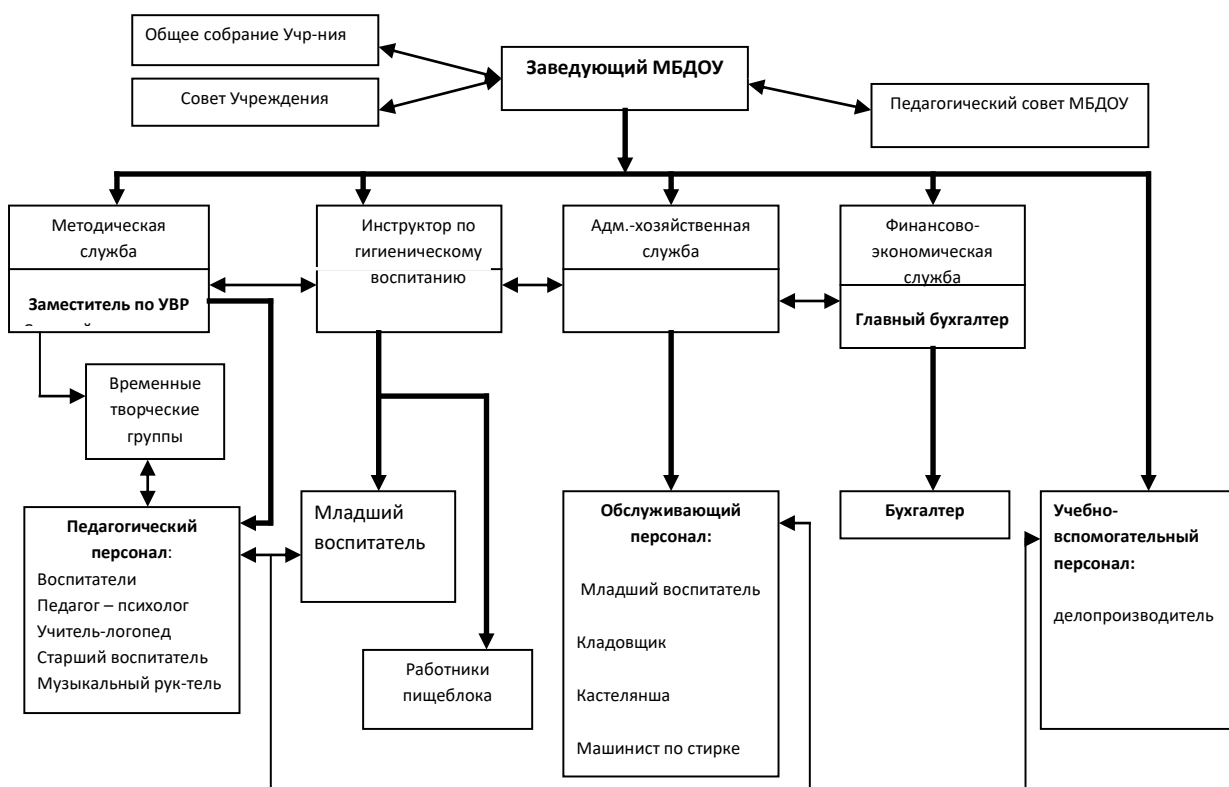 Общее собрание Учр-ния
Заведующий МБДОУ
Совет Учреждения
Педагогический совет МБДОУ
Методическая
служба
Заместитель по УВР
Инструктор по
гигиеническому
воспитанию
Адм.-хозяйственная
служба
Финансово-
экономическая
служба
Главный бухгалтер
Временные
творческие
группы
Педагогический
персонал:
Воспитатели
Педагог – психолог
Учитель-логопед
Старший воспитатель
Музыкальный рук-тель
Младший
воспитатель
Работники
пищеблока
Обслуживающий
персонал:
Младший воспитатель
Кладовщик
Кастелянша
Машинист по стирке
Бухгалтер
Учебно-
вспомогательный
персонал:
делопроизводитель